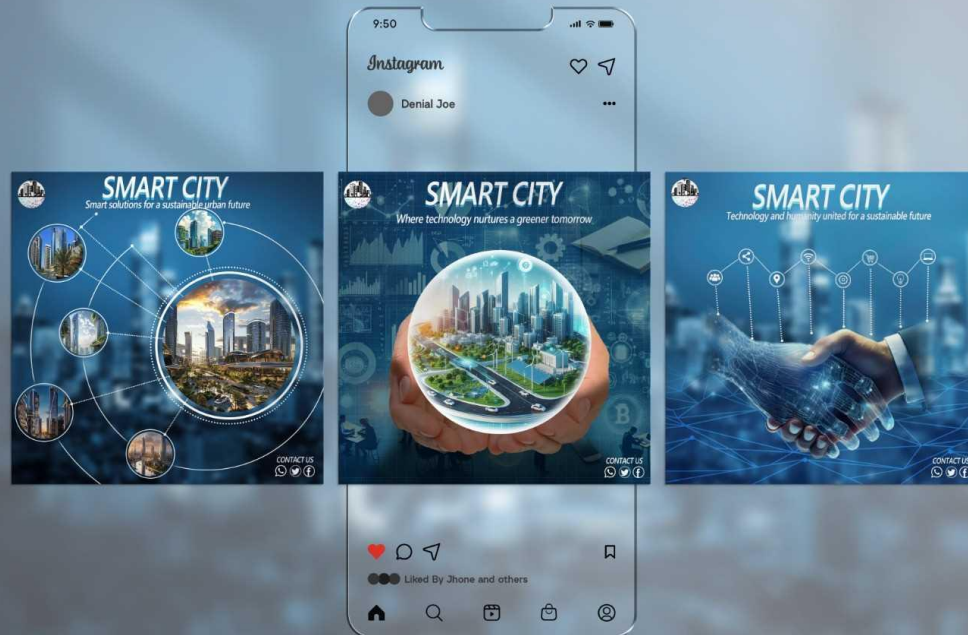 9:50
Instagram
Denial Joe
SMART CITY
Smart solutions for a sustainable urban future
CONTACT US
SMART CITY
Where technology nurtures a greener tomorrow
CONTACT US
SMART CITY
Technology and humanity united for a sustainable future
CONTACT US
Liked By Jhone and others